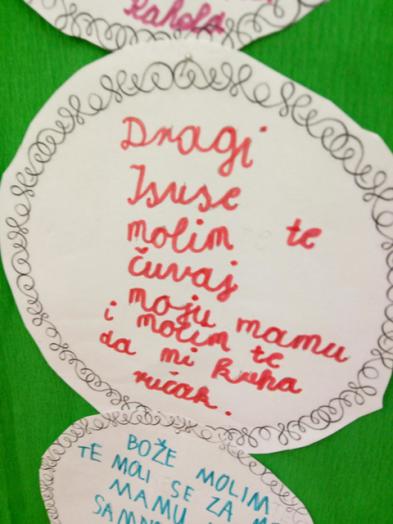 Rahold
Dragi
Isuse
molim te
čuvaj
moju mamu
i molim te
da mi kuha
ručak.
BOŽE MOLIM
TE MOLI SE ZA
MAMU